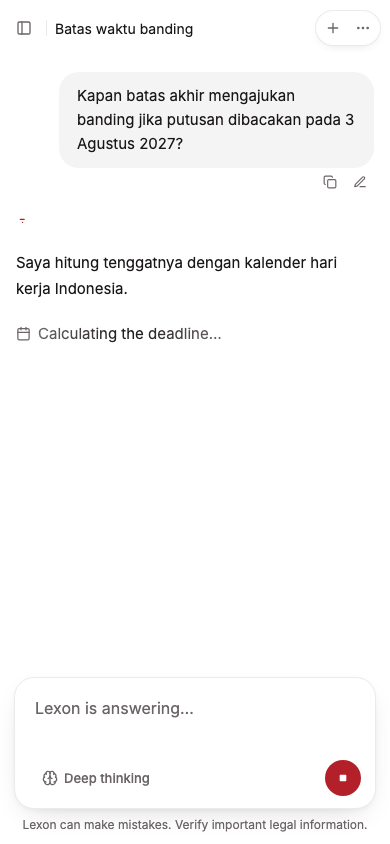 Batas waktu banding
Kapan batas akhir mengajukan
banding jika putusan dibacakan pada 3
Agustus 2027?
Saya hitung tenggatnya dengan kalender hari
kerja Indonesia.
Calculating the deadline...
Lexon is answering...
Deep thinking
Lexon can make mistakes. Verify important legal information.